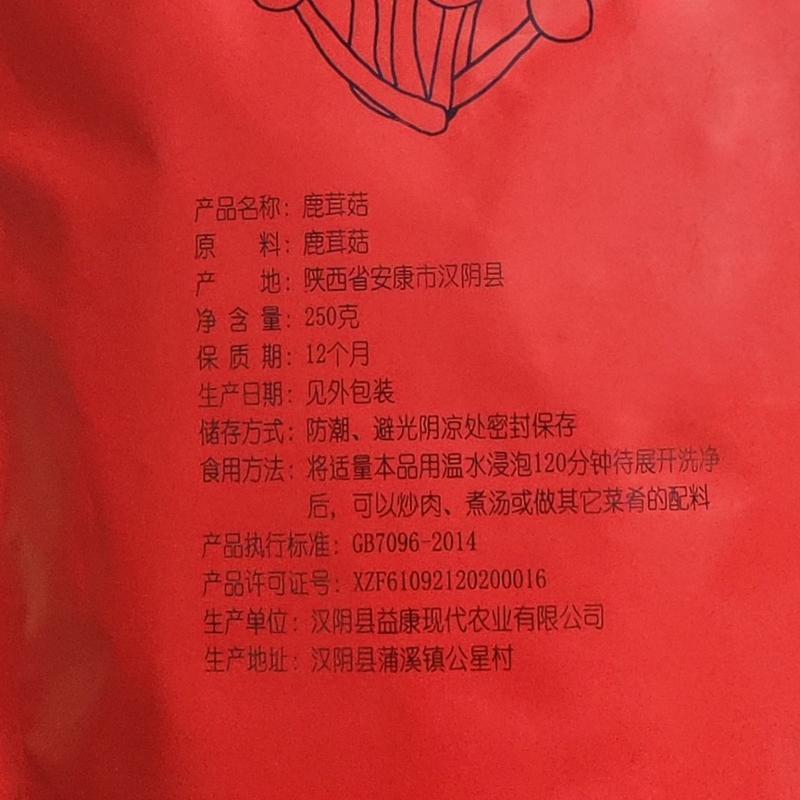 产品名称：鹿茸菇
原　　料：鹿茸菇
产　　地：陕西省安康市汉阴县
净 含 量：250克
保 质 期：12个月
生产日期：见外包装
储存方式：防潮、避光阴凉处密封保存
食用方法：将适量本品用温水浸泡120分钟待展开洗净
后，可以炒肉、煮汤或做其它菜肴的配料
产品执行标准：GB7096-2014
产品许可证号：XZF61092120200016
生产单位：汉阴县益康现代农业有限公司
生产地址：汉阴县蒲溪镇公星村